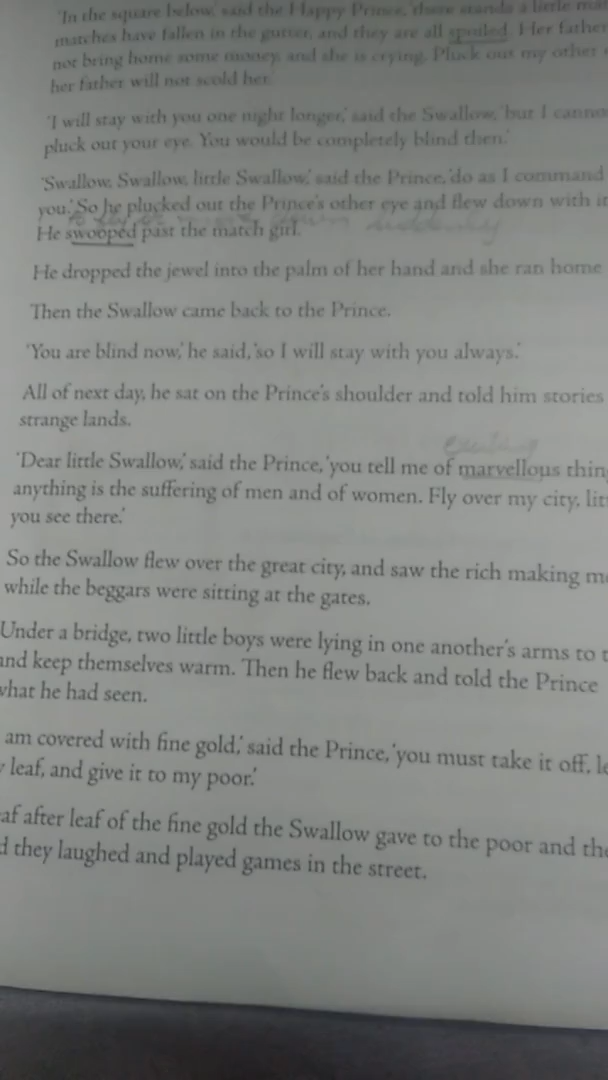 'In the square below,' said the Happy Prince, 'there stands a little
matches have fallen in the gutter, and they are all spoiled. Her father
not bring home some money, and she is crying. Pluck out my other
her father will not scold her.'
'I will stay with you one night longer,' said the Swallow, 'but I
pluck out your eye. You would be completely blind then.'
'Swallow, Swallow, little Swallow,' said the Prince, 'do as I command
you.' So he plucked out the Prince's other eye and flew down with it
down suddenly
He swooped past the match girl.
He dropped the jewel into the palm of her hand and she ran home
Then the Swallow came back to the Prince.
'You are blind now,' he said, 'so I will stay with you always.'
All of next day, he sat on the Prince's shoulder and told him stories
strange lands.
'Dear little Swallow,' said the Prince, 'you tell me of marvellous thin
anything is the suffering of men and of women. Fly over my city, lit
you see there.'
So the Swallow flew over the great city, and saw the rich making m
while the beggars were sitting at the gates.
Under a bridge, two little boys were lying in one another's arms to t
and keep themselves warm. Then he flew back and told the Prince
what he had seen.
am covered with fine gold,' said the Prince, 'you must take it off, le
leaf, and give it to my poor.'
af after leaf of the fine gold the Swallow gave to the poor and the
d they laughed and played games in the street.